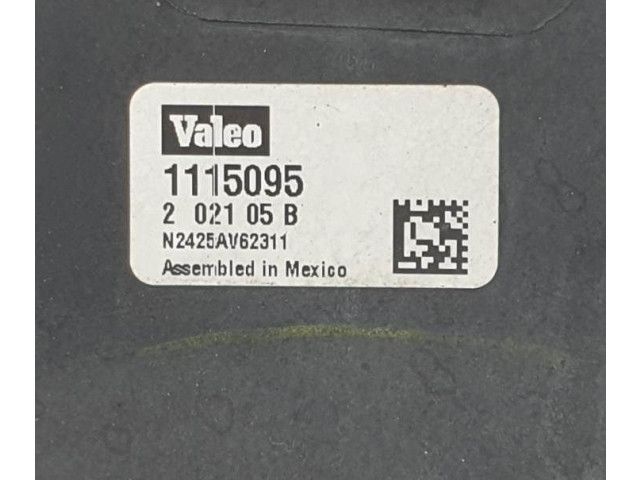 Valeo
1115095
2 021 05 B
N2425AV62311
Assembled in Mexico